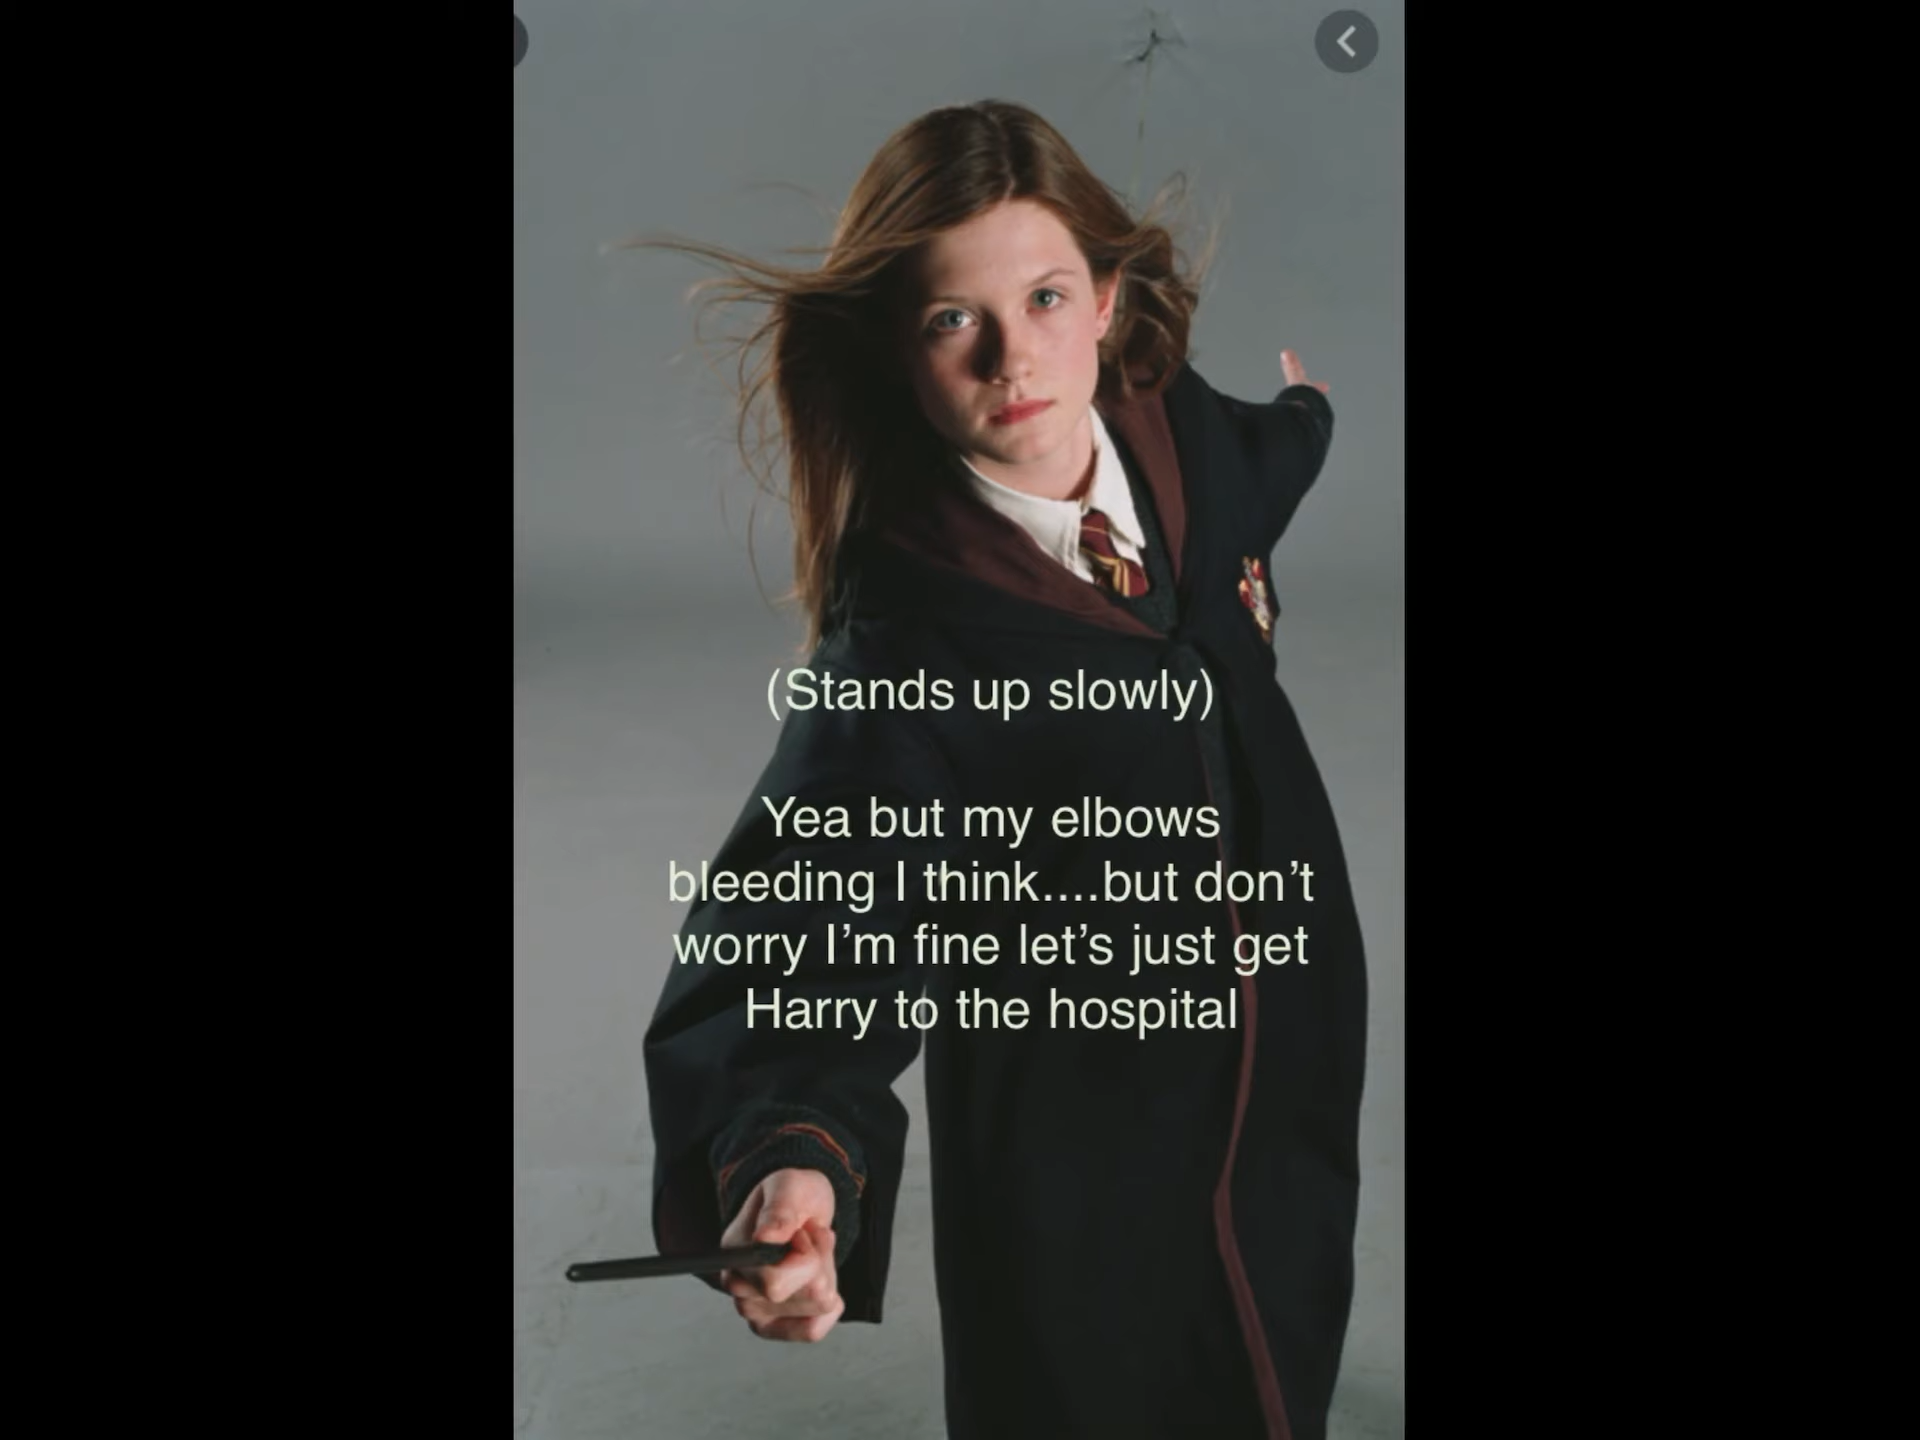 (Stands up slowly)
Yea but my elbows
bleeding I think....but don’t
worry I’m fine let’s just get
Harry to the hospital